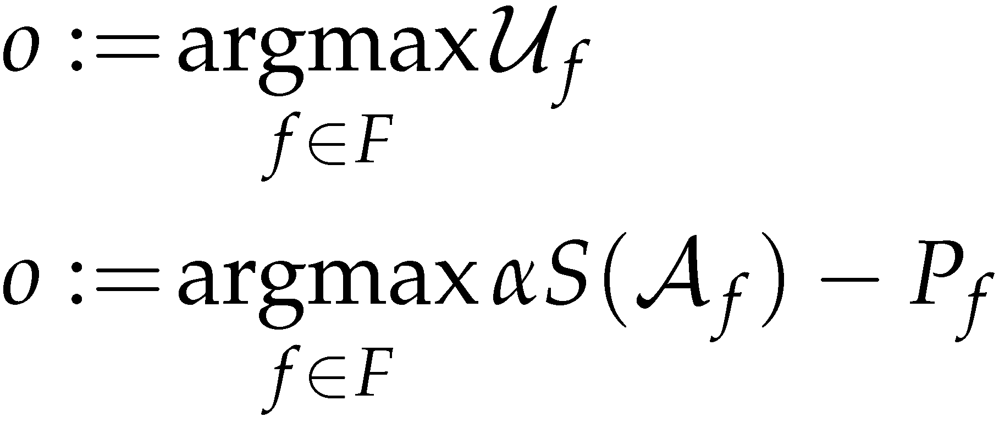 o := argmax 𝒰_f
f ∈ F
o := argmax αS(𝒜_f) − P_f
f ∈ F